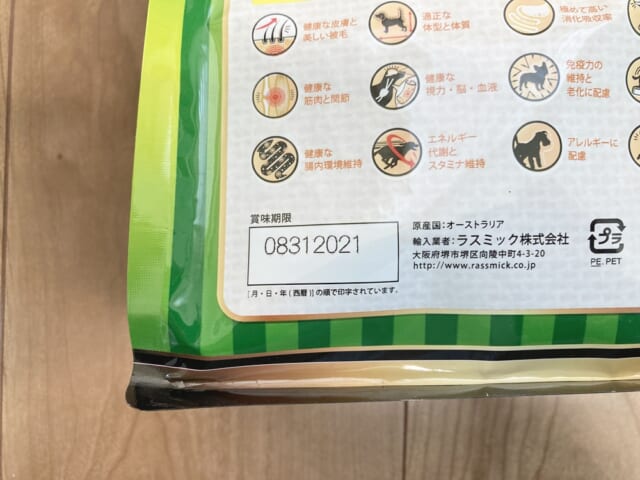 健康な皮膚と
美しい被毛
適正な
体型と体質
極めて高い
消化吸収率
健康な
筋肉と関節
健康な
視力・脳・血液
免疫力の
維持と
老化に配慮
健康な
腸内環境維持
エネルギー
代謝と
スタミナ維持
アレルギーに
配慮
賞味期限
08312021
[月・日・年(西暦)]の順で印字されています。
原産国：オーストラリア
輸入業者：ラスミック株式会社
大阪府堺市堺区向陵中町4-3-20
http://www.rassmick.co.jp
プラ
PE, PET